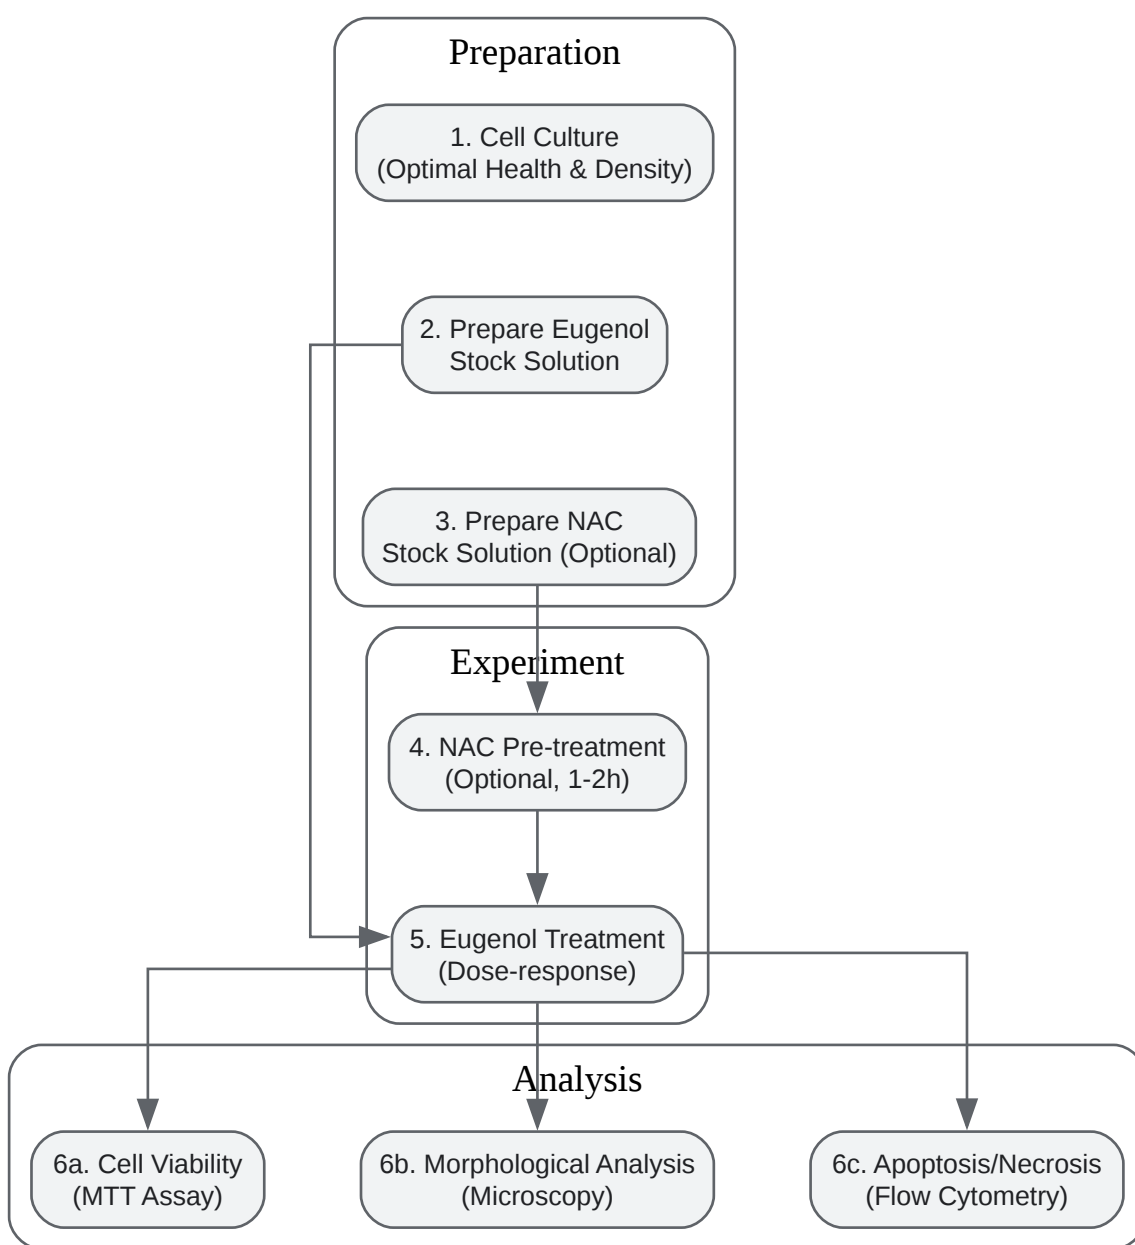 Preparation
1. Cell Culture
(Optimal Health & Density)
2. Prepare Eugenol
Stock Solution
3. Prepare NAC
Stock Solution (Optional)
Experiment
4. NAC Pre-treatment
(Optional, 1-2h)
5. Eugenol Treatment
(Dose-response)
Analysis
6a. Cell Viability
(MTT Assay)
6b. Morphological Analysis
(Microscopy)
6c. Apoptosis/Necrosis
(Flow Cytometry)